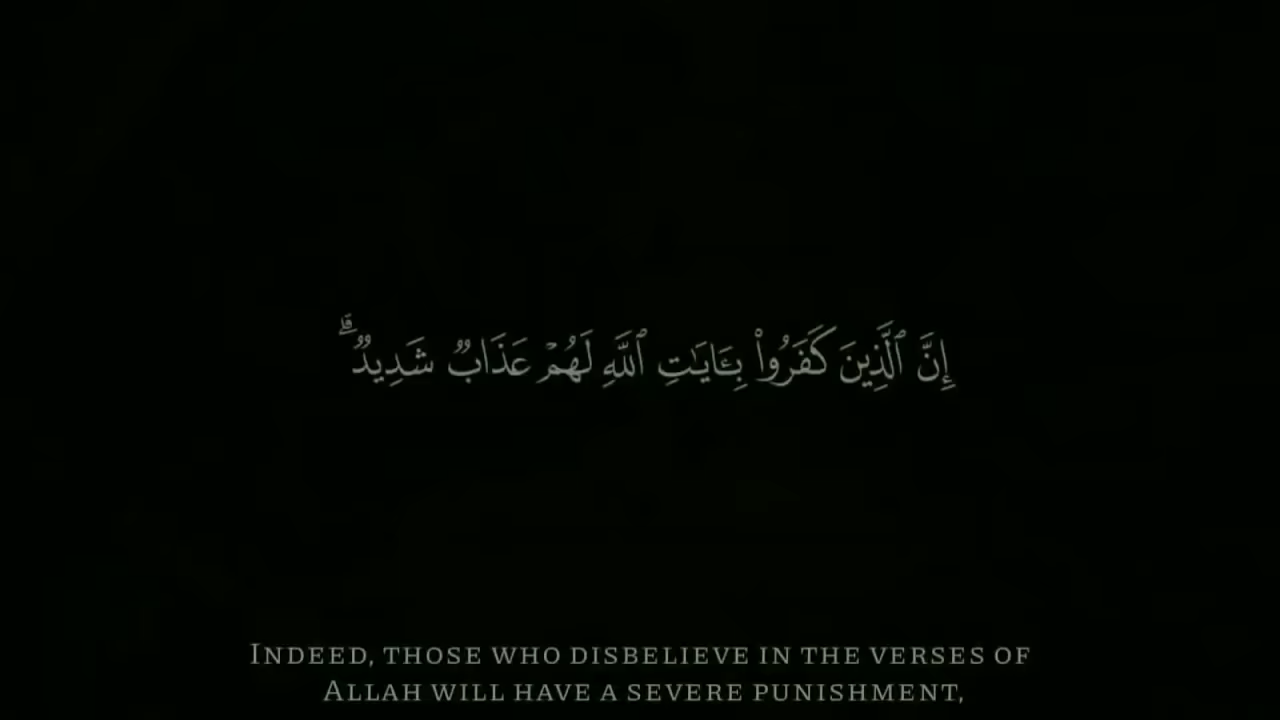 إِنَّ ٱلَّذِينَ كَفَرُوا۟ بِـَٔايَـٰتِ ٱللَّهِ لَهُمْ عَذَابٌ شَدِيدٌ ۗ
Indeed, those who disbelieve in the verses of
Allah will have a severe punishment,